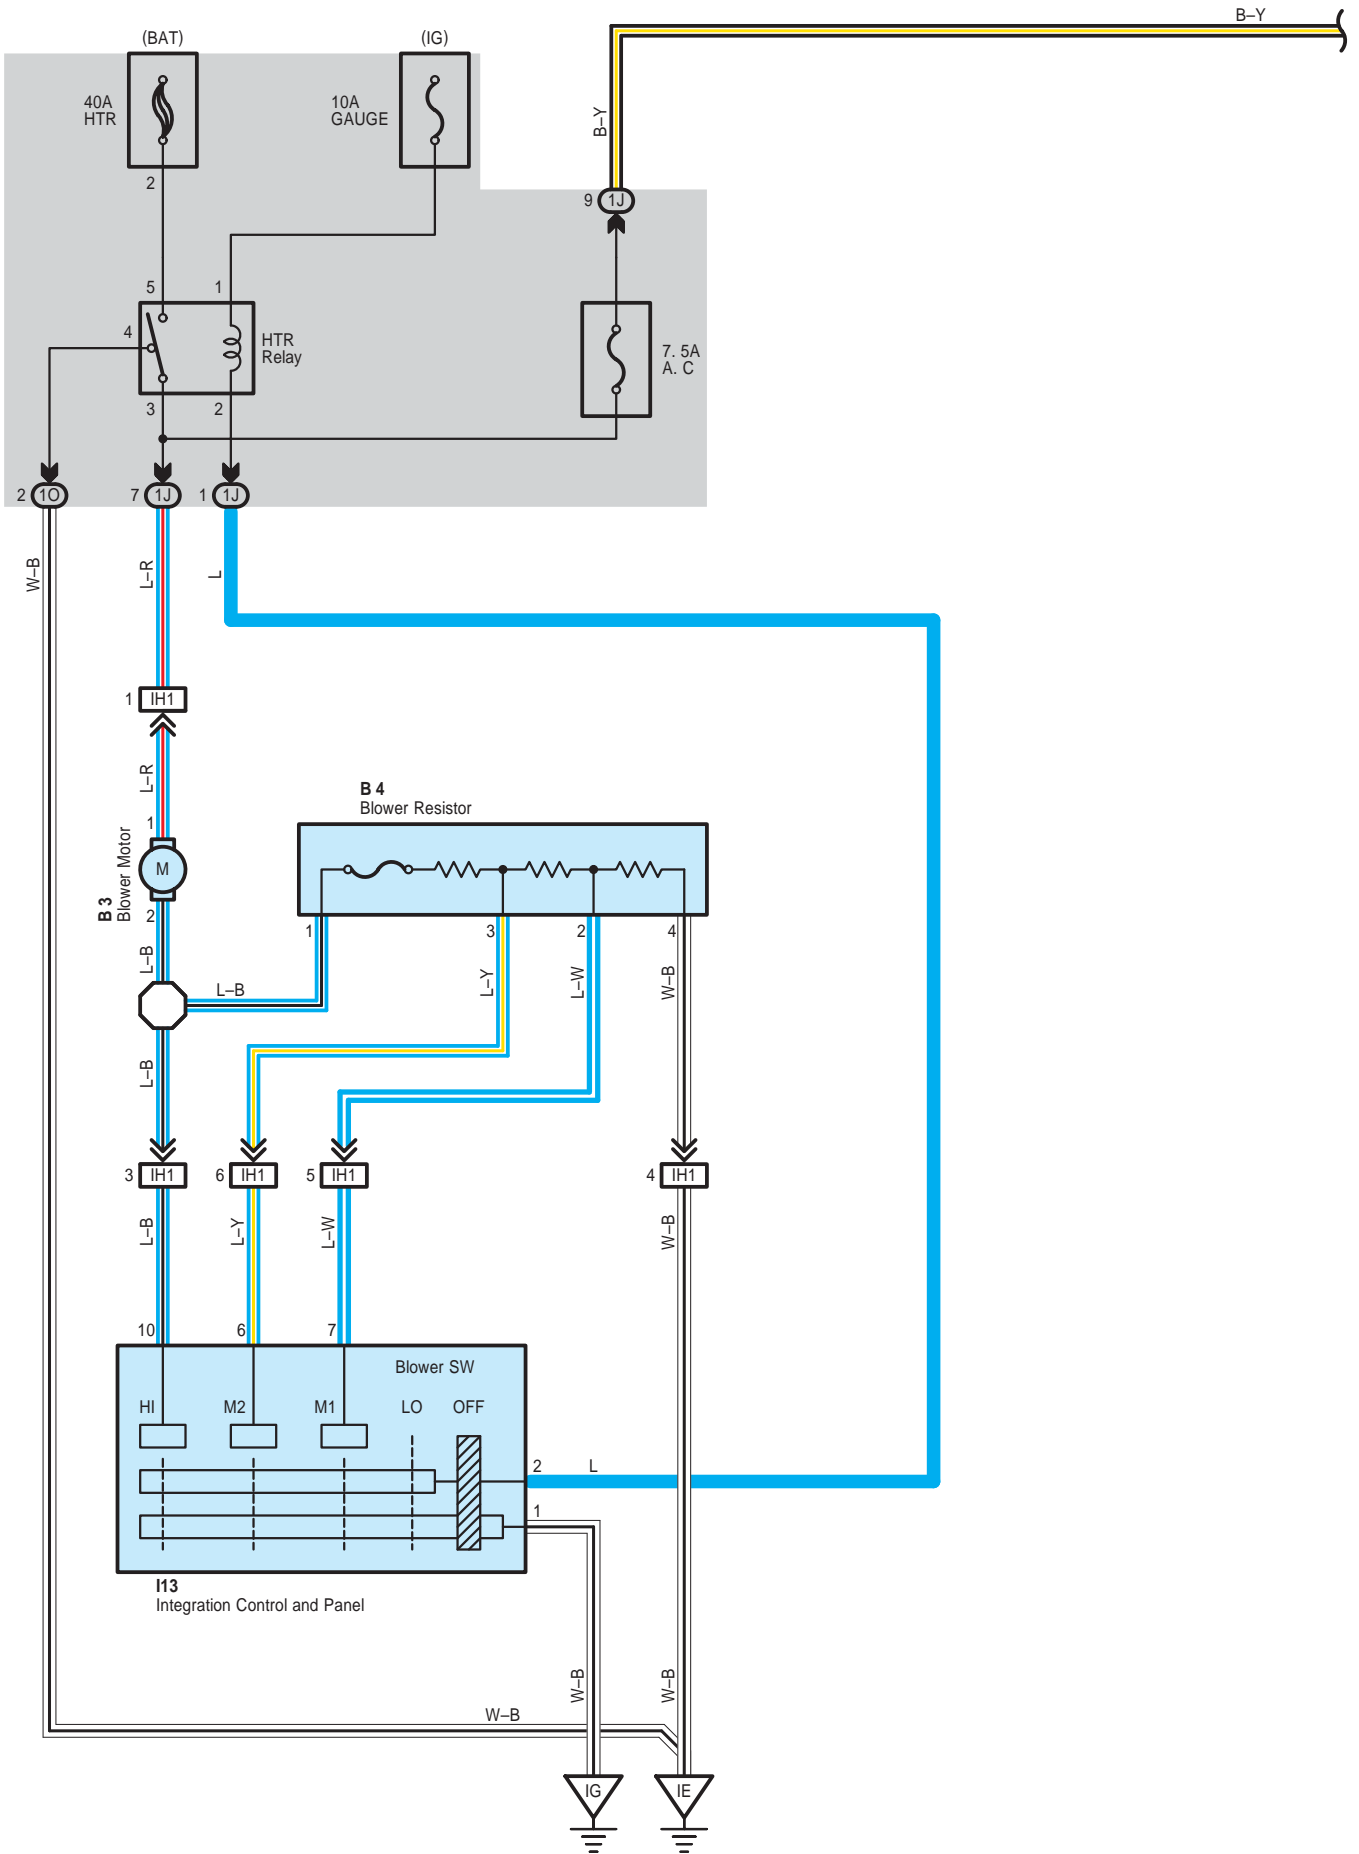 B–Y
(BAT)
(IG)
40A
HTR
10A
GAUGE
B–Y
2
9
1J
5
1
4
HTR
Relay
7. 5A
A. C
3
2
2
1O
7
1J
1
1J
W–B
L–R
L
1
IH1
L–R
B 4
Blower Resistor
1
B 3
Blower Motor
M
2
1
3
2
4
L–B
L–B
L–Y
L–W
W–B
L–B
3
IH1
6
IH1
5
IH1
4
IH1
L–B
L–Y
L–W
W–B
10
6
7
Blower SW
HI
M2
M1
LO
OFF
2
L
1
I13
Integration Control and Panel
W–B
W–B
W–B
IG
IE